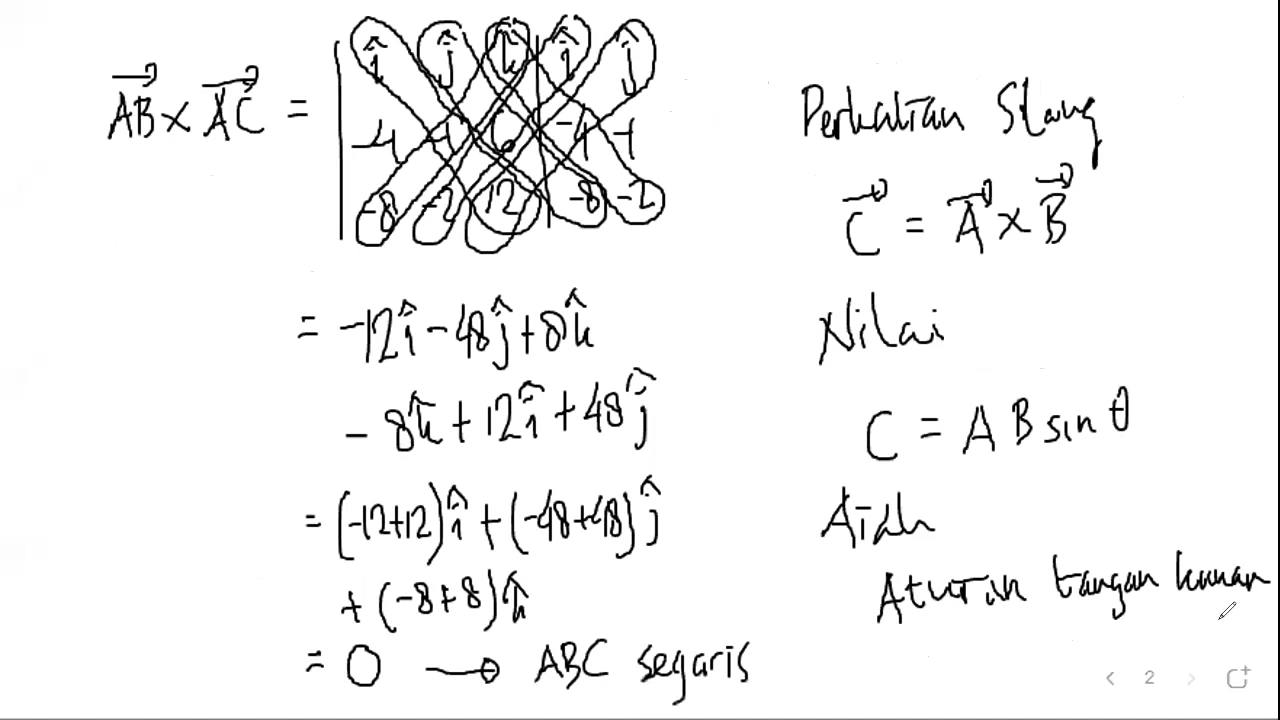 î ĵ k̂ î ĵ
AB⃗ × AC⃗ =
-4 -1 6 -4 -1
-8 -2 12 -8 -2
= -12î - 48ĵ + 8k̂
- 8k̂ + 12î + 48ĵ
= (-12+12)î + (-48+48)ĵ
+ (-8+8)k̂
= 0 → ABC segaris
Perkalian Silang
C⃗ = A⃗ × B⃗
Nilai
C = A B sin θ
Arah
Aturan tangan kanan
2